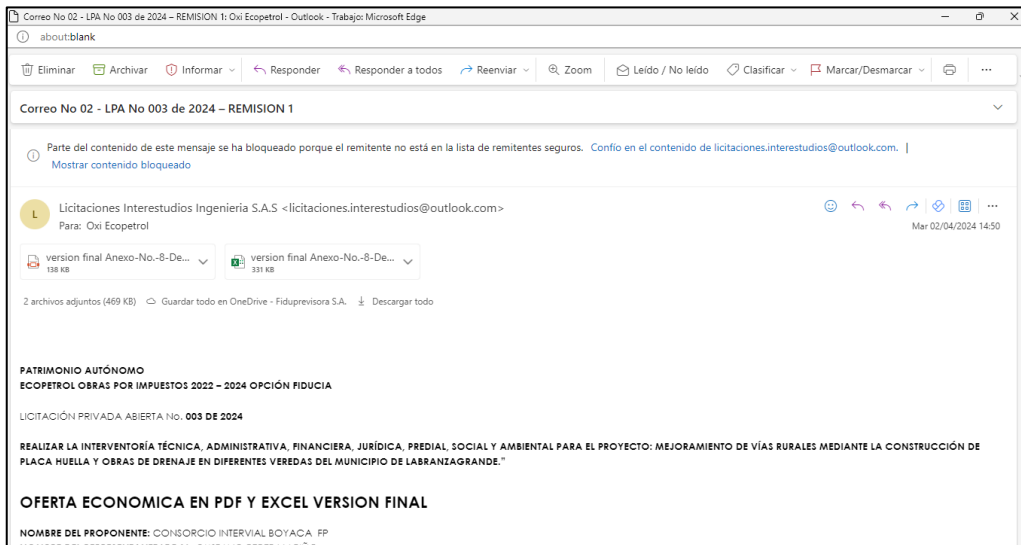 Correo No 02 - LPA No 003 de 2024 – REMISION 1: Oxi Ecopetrol - Outlook - Trabajo: Microsoft Edge
about:blank
Eliminar Archivar Informar Responder Responder a todos Reenviar Zoom Leído / No leído Clasificar Marcar/Desmarcar ...
Correo No 02 - LPA No 003 de 2024 – REMISION 1
Parte del contenido de este mensaje se ha bloqueado porque el remitente no está en la lista de remitentes seguros. Confío en el contenido de licitaciones.interestudios@outlook.com. |
Mostrar contenido bloqueado
L
Licitaciones Interestudios Ingenieria S.A.S <licitaciones.interestudios@outlook.com>
Para: Oxi Ecopetrol
Mar 02/04/2024 14:50
version final Anexo-No.-8-De...
138 KB
version final Anexo-No.-8-De...
331 KB
2 archivos adjuntos (469 KB) Guardar todo en OneDrive - Fiduprevisora S.A. Descargar todo
PATRIMONIO AUTÓNOMO
ECOPETROL OBRAS POR IMPUESTOS 2022 – 2024 OPCIÓN FIDUCIA
LICITACIÓN PRIVADA ABIERTA No. 003 DE 2024
REALIZAR LA INTERVENTORÍA TÉCNICA, ADMINISTRATIVA, FINANCIERA, JURÍDICA, PREDIAL, SOCIAL Y AMBIENTAL PARA EL PROYECTO: MEJORAMIENTO DE VÍAS RURALES MEDIANTE LA CONSTRUCCIÓN DE
PLACA HUELLA Y OBRAS DE DRENAJE EN DIFERENTES VEREDAS DEL MUNICIPIO DE LABRANZAGRANDE."
OFERTA ECONOMICA EN PDF Y EXCEL VERSION FINAL
NOMBRE DEL PROPONENTE: CONSORCIO INTERVIAL BOYACA FP